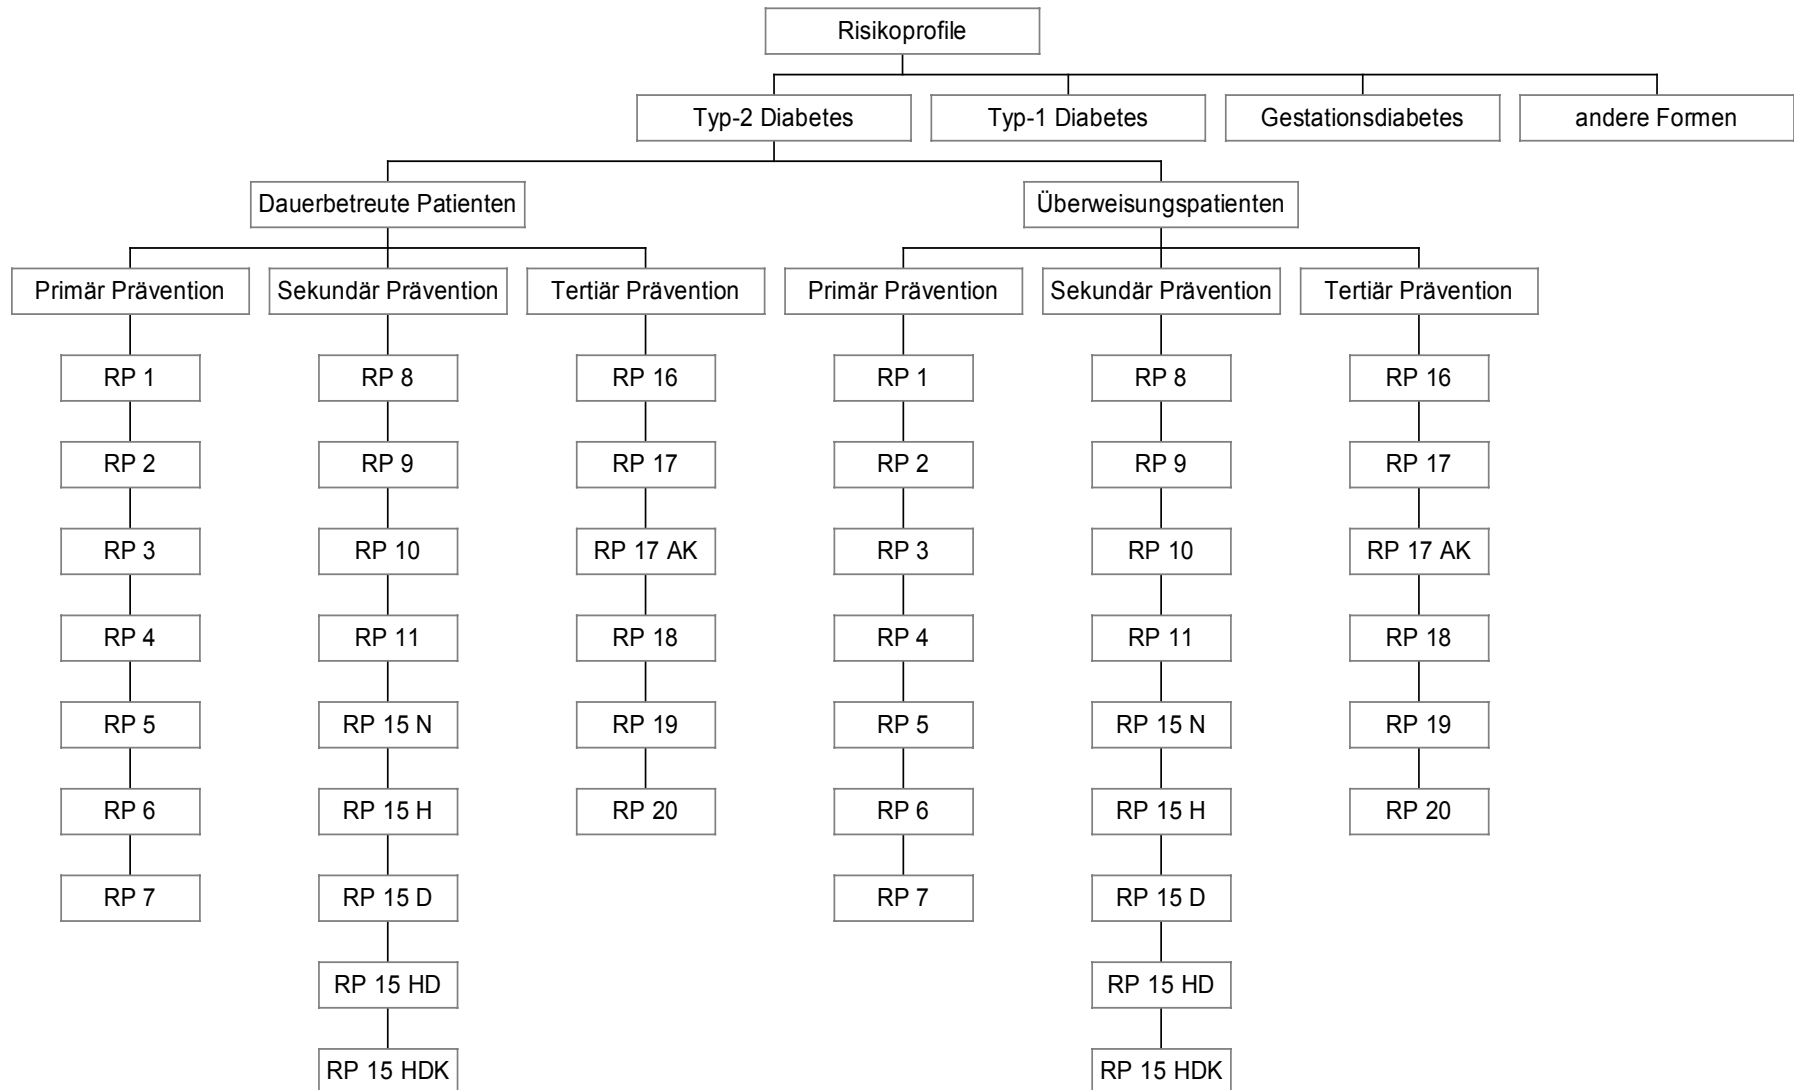 Risikoprofile
Typ-2 Diabetes
Typ-1 Diabetes
Gestationsdiabetes
andere Formen
Dauerbetreute Patienten
Überweisungspatienten
Primär Prävention
Sekundär Prävention
Tertiär Prävention
Primär Prävention
Sekundär Prävention
Tertiär Prävention
RP 1
RP 8
RP 16
RP 1
RP 8
RP 16
RP 2
RP 9
RP 17
RP 2
RP 9
RP 17
RP 3
RP 10
RP 17 AK
RP 3
RP 10
RP 17 AK
RP 4
RP 11
RP 18
RP 4
RP 11
RP 18
RP 5
RP 15 N
RP 19
RP 5
RP 15 N
RP 19
RP 6
RP 15 H
RP 20
RP 6
RP 15 H
RP 20
RP 7
RP 15 D
RP 7
RP 15 D
RP 15 HD
RP 15 HD
RP 15 HDK
RP 15 HDK